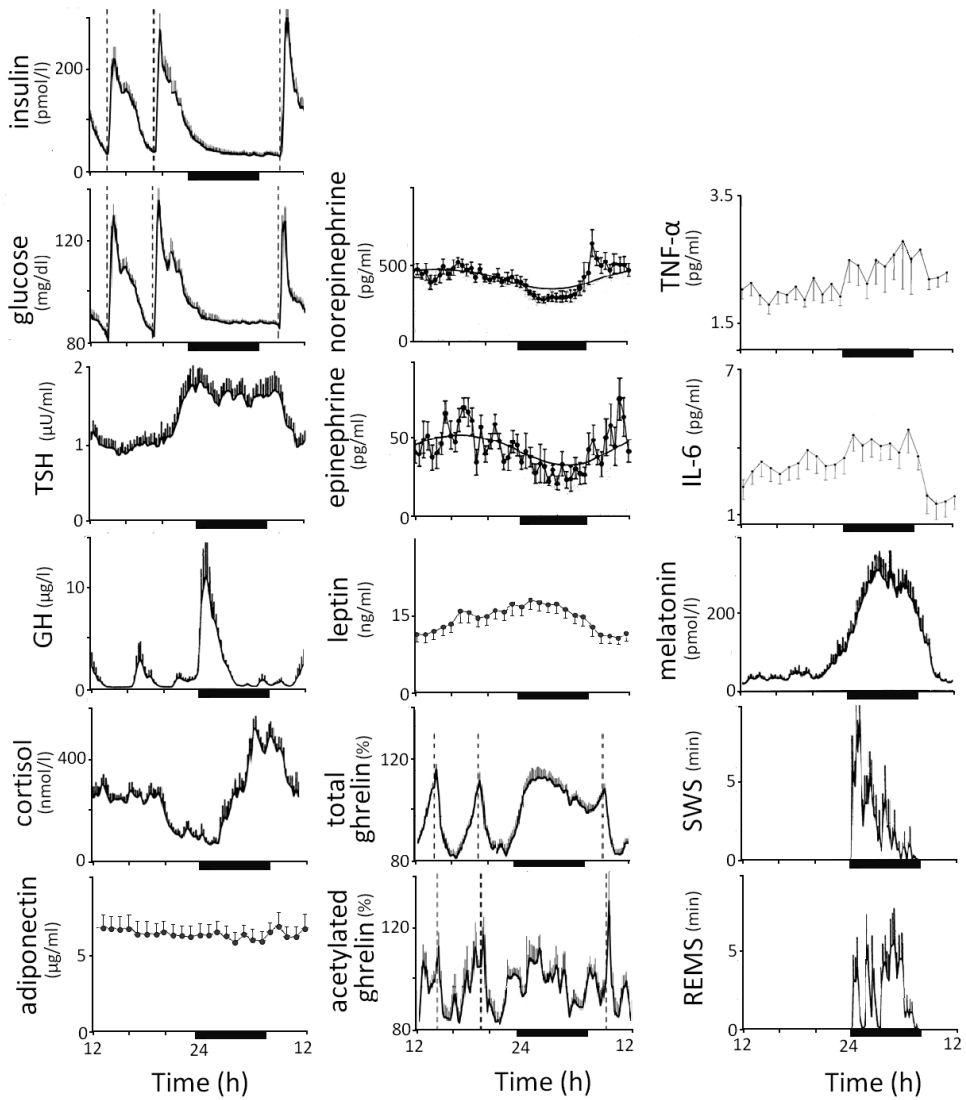 insulin
(pmol/l)
200
0
glucose
(mg/dl)
120
80
TSH (µU/ml)
2
1
0
GH (µg/l)
10
0
cortisol
(nmol/l)
400
0
adiponectin
(µg/ml)
5
0
12
24
12
Time (h)
norepinephrine
(pg/ml)
500
0
epinephrine
(pg/ml)
50
0
leptin
(ng/ml)
15
0
total
ghrelin (%)
120
80
acetylated
ghrelin (%)
120
80
12
24
12
Time (h)
TNF-α
(pg/ml)
3.5
1.5
IL-6 (pg/ml)
7
1
melatonin
(pmol/l)
200
0
SWS (min)
5
0
REMS (min)
5
0
12
24
12
Time (h)